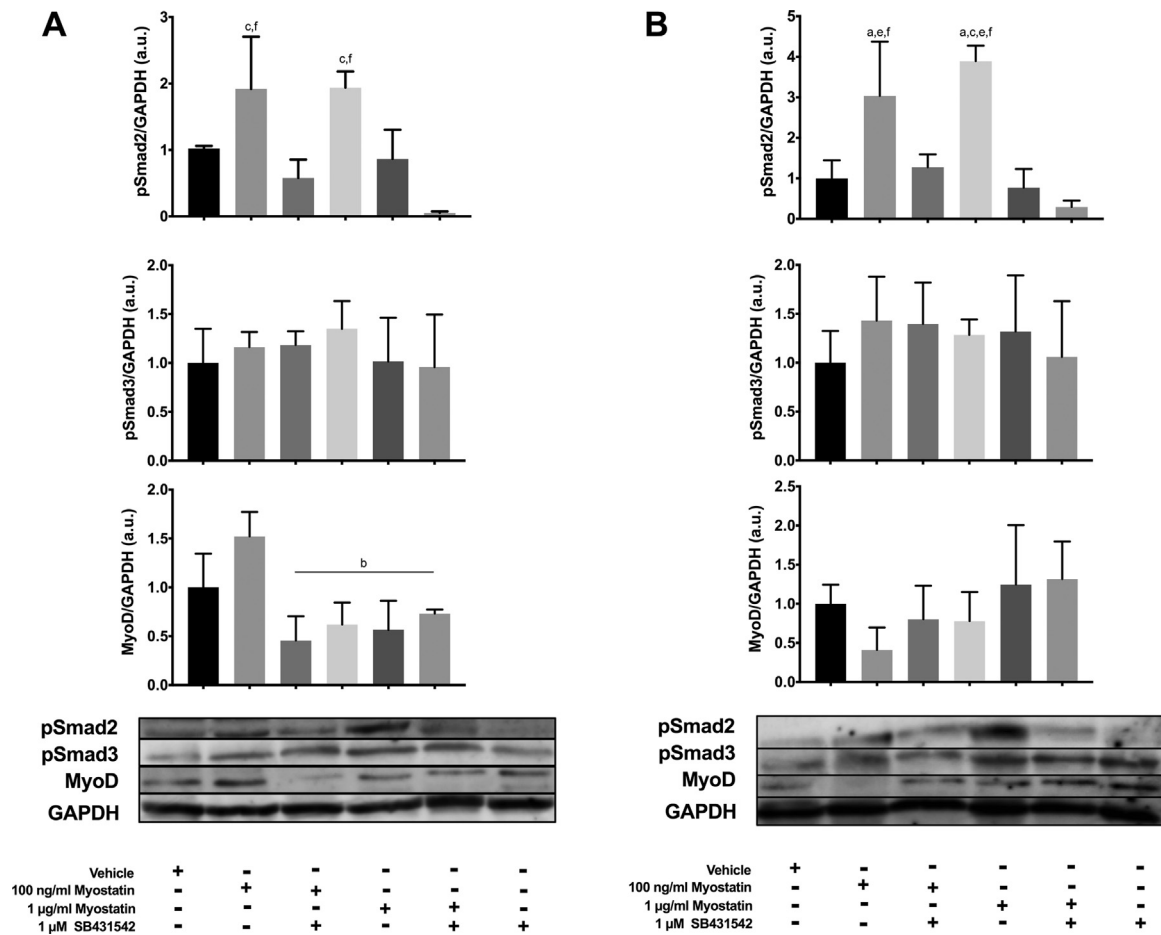 A
pSmad2/GAPDH (a.u.)
3
2
1
0
c,f
c,f
pSmad3/GAPDH (a.u.)
2.0
1.5
1.0
0.5
0.0
MyoD/GAPDH (a.u.)
2.0
1.5
1.0
0.5
0.0
b
pSmad2
pSmad3
MyoD
GAPDH
Vehicle + - - - - -
100 ng/ml Myostatin - + + - - -
1 µg/ml Myostatin - - - + + -
1 µM SB431542 - - + - + +
B
pSmad2/GAPDH (a.u.)
5
4
3
2
1
0
a,e,f
a,c,e,f
pSmad3/GAPDH (a.u.)
2.0
1.5
1.0
0.5
0.0
MyoD/GAPDH (a.u.)
2.5
2.0
1.5
1.0
0.5
0.0
pSmad2
pSmad3
MyoD
GAPDH
Vehicle + - - - - -
100 ng/ml Myostatin - + + - - -
1 µg/ml Myostatin - - - + + -
1 µM SB431542 - - + - + +